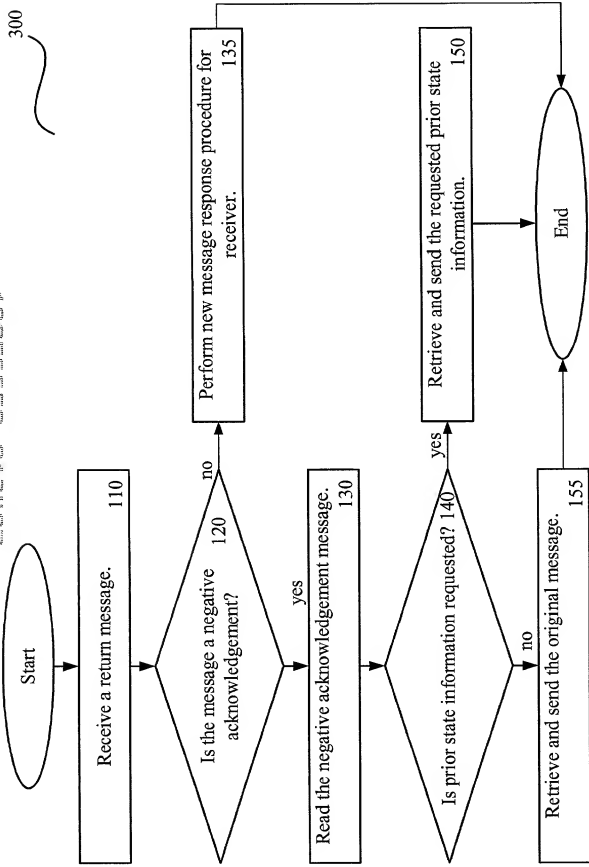 300
Start
Receive a return message.
110
Is the message a negative
acknowledgement?
120
no
Perform new message response procedure for
receiver.
135
yes
Read the negative acknowledgement message.
130
Is prior state information requested?
140
yes
Retrieve and send the requested prior state
information.
150
no
Retrieve and send the original message.
155
End